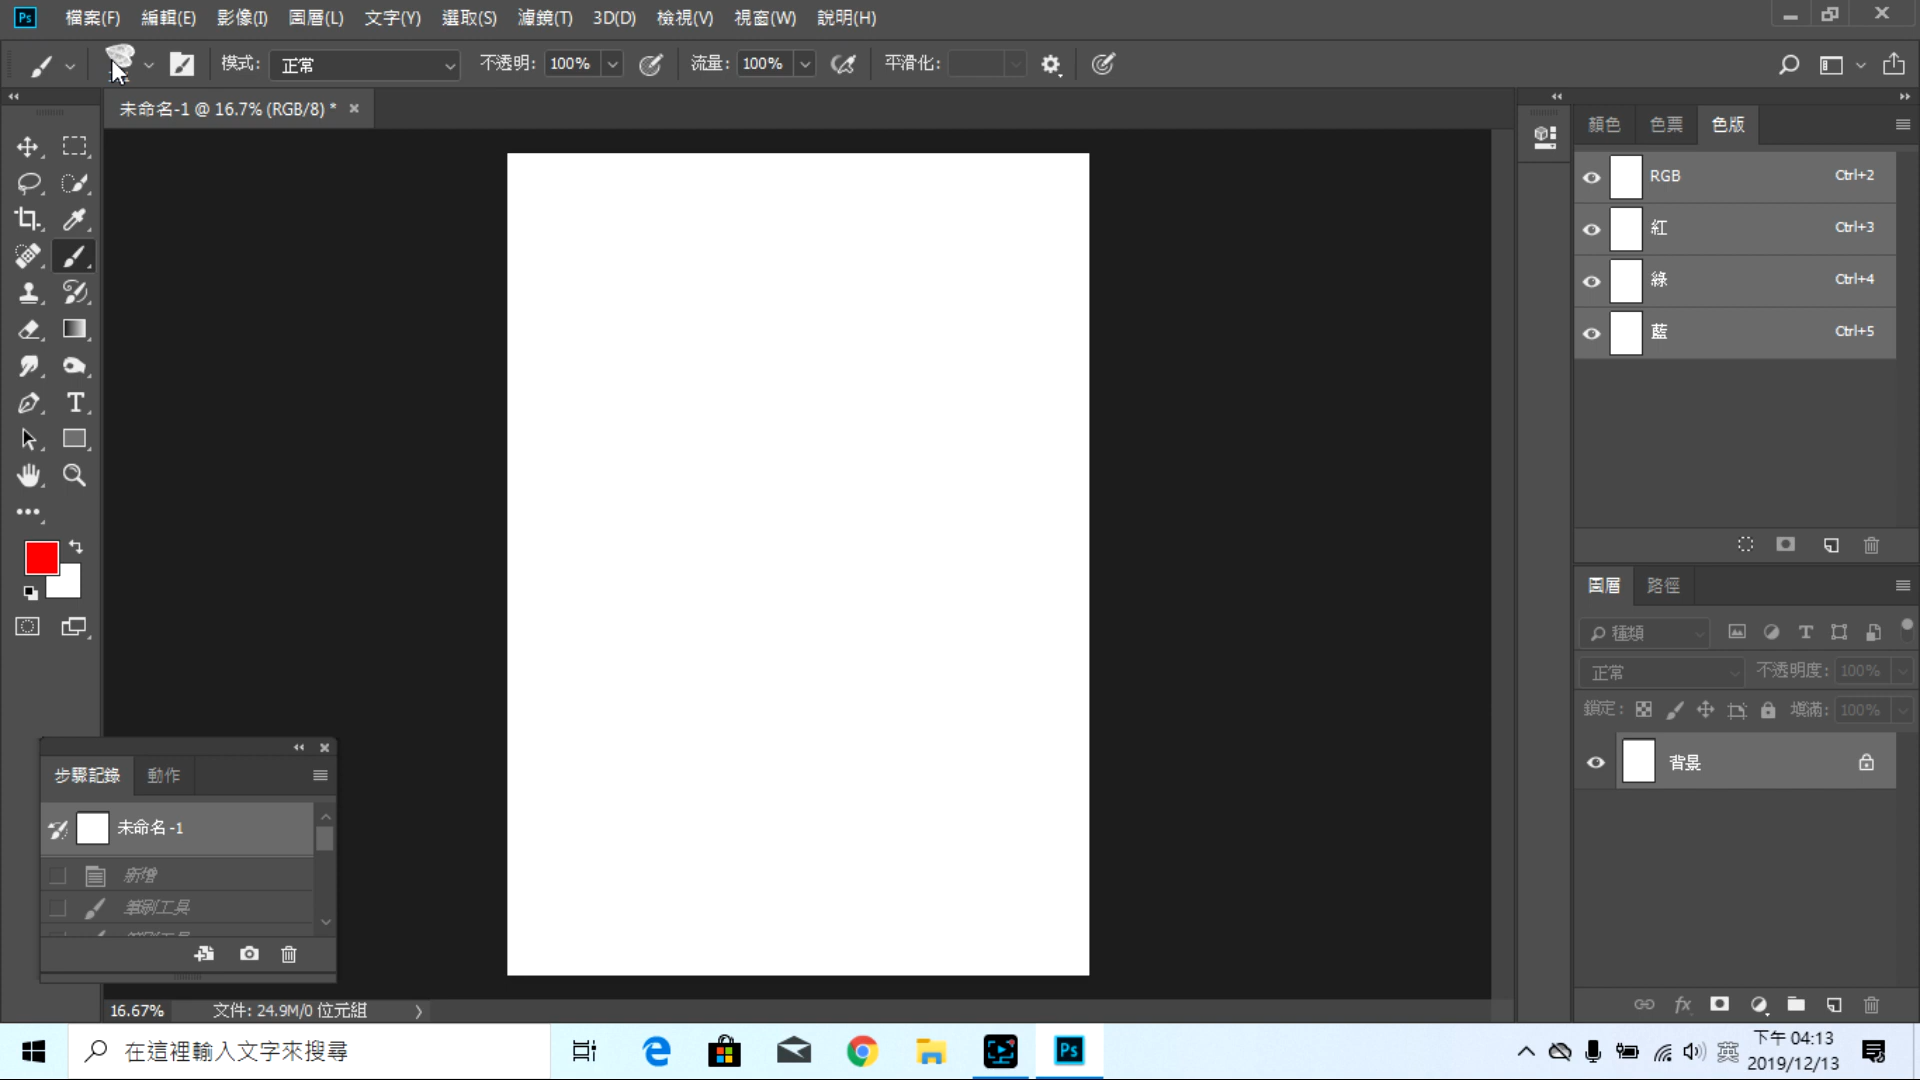 Ps 檔案(F) 編輯(E) 影像(I) 圖層(L) 文字(Y) 選取(S) 濾鏡(T) 3D(D) 檢視(V) 視窗(W) 說明(H)
模式: 正常 不透明: 100% 流量: 100% 平滑化:
未命名-1 @ 16.7% (RGB/8) *
顏色 色票 色版
RGB Ctrl+2
紅 Ctrl+3
綠 Ctrl+4
藍 Ctrl+5
圖層 路徑
種類
正常 不透明度: 100%
鎖定: 填滿: 100%
背景
步驟記錄 動作
未命名 -1
新增
筆刷工具
筆刷工具
16.67% 文件: 24.9M/0 位元組
在這裡輸入文字來搜尋
Ps
英
下午 04:13
2019/12/13